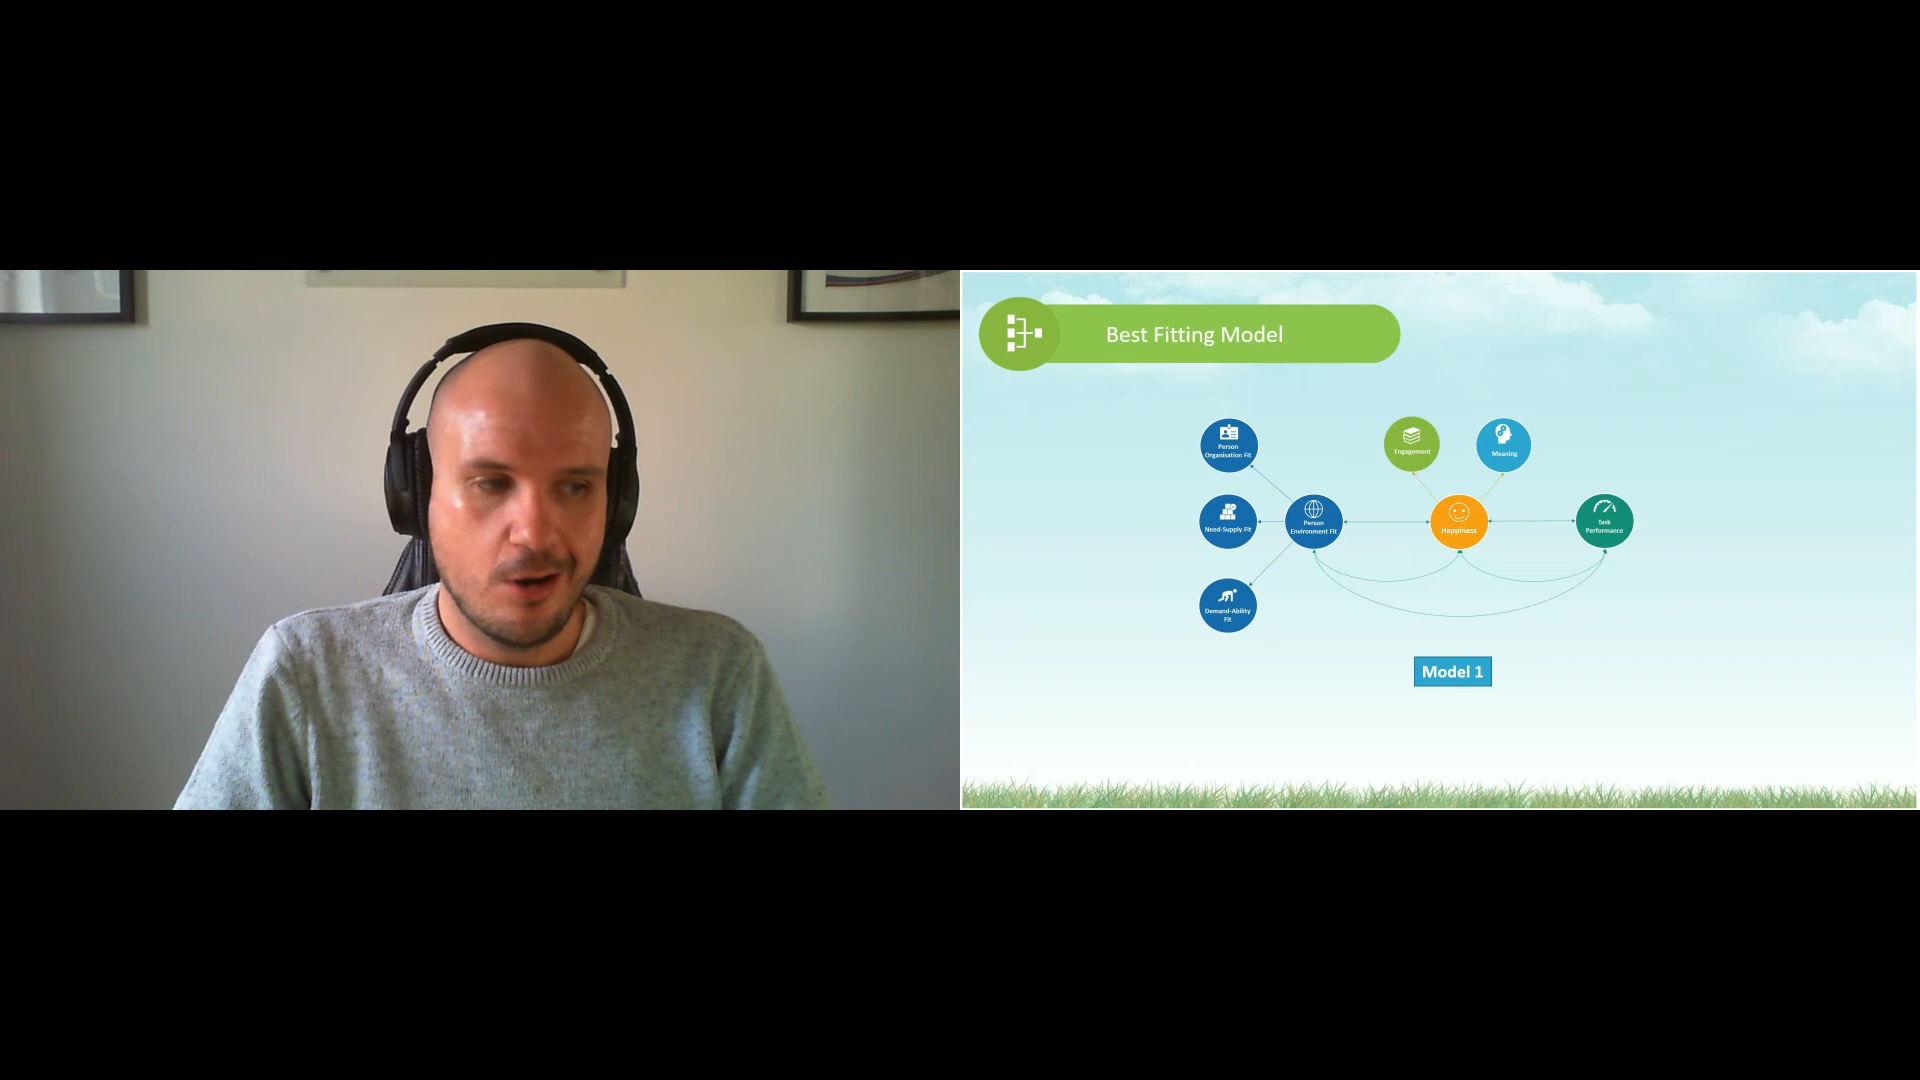 Best Fitting Model
Person
Organisation Fit
Engagement
Meaning
Need-Supply Fit
Person
Environment Fit
Happiness
Task
Performance
Demand-Ability
Fit
Model 1